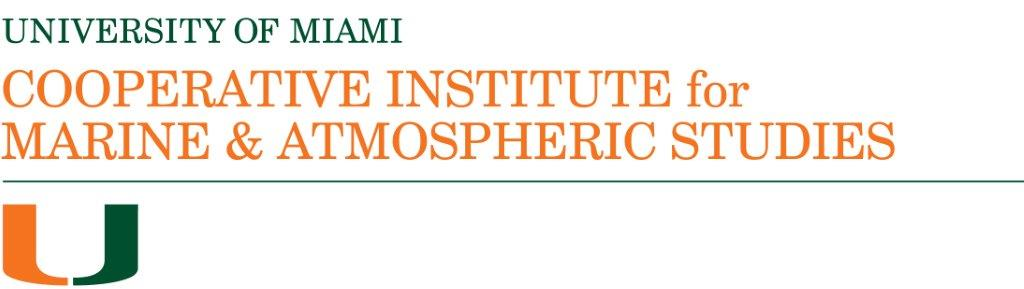 UNIVERSITY OF MIAMI
COOPERATIVE INSTITUTE for
MARINE & ATMOSPHERIC STUDIES
U